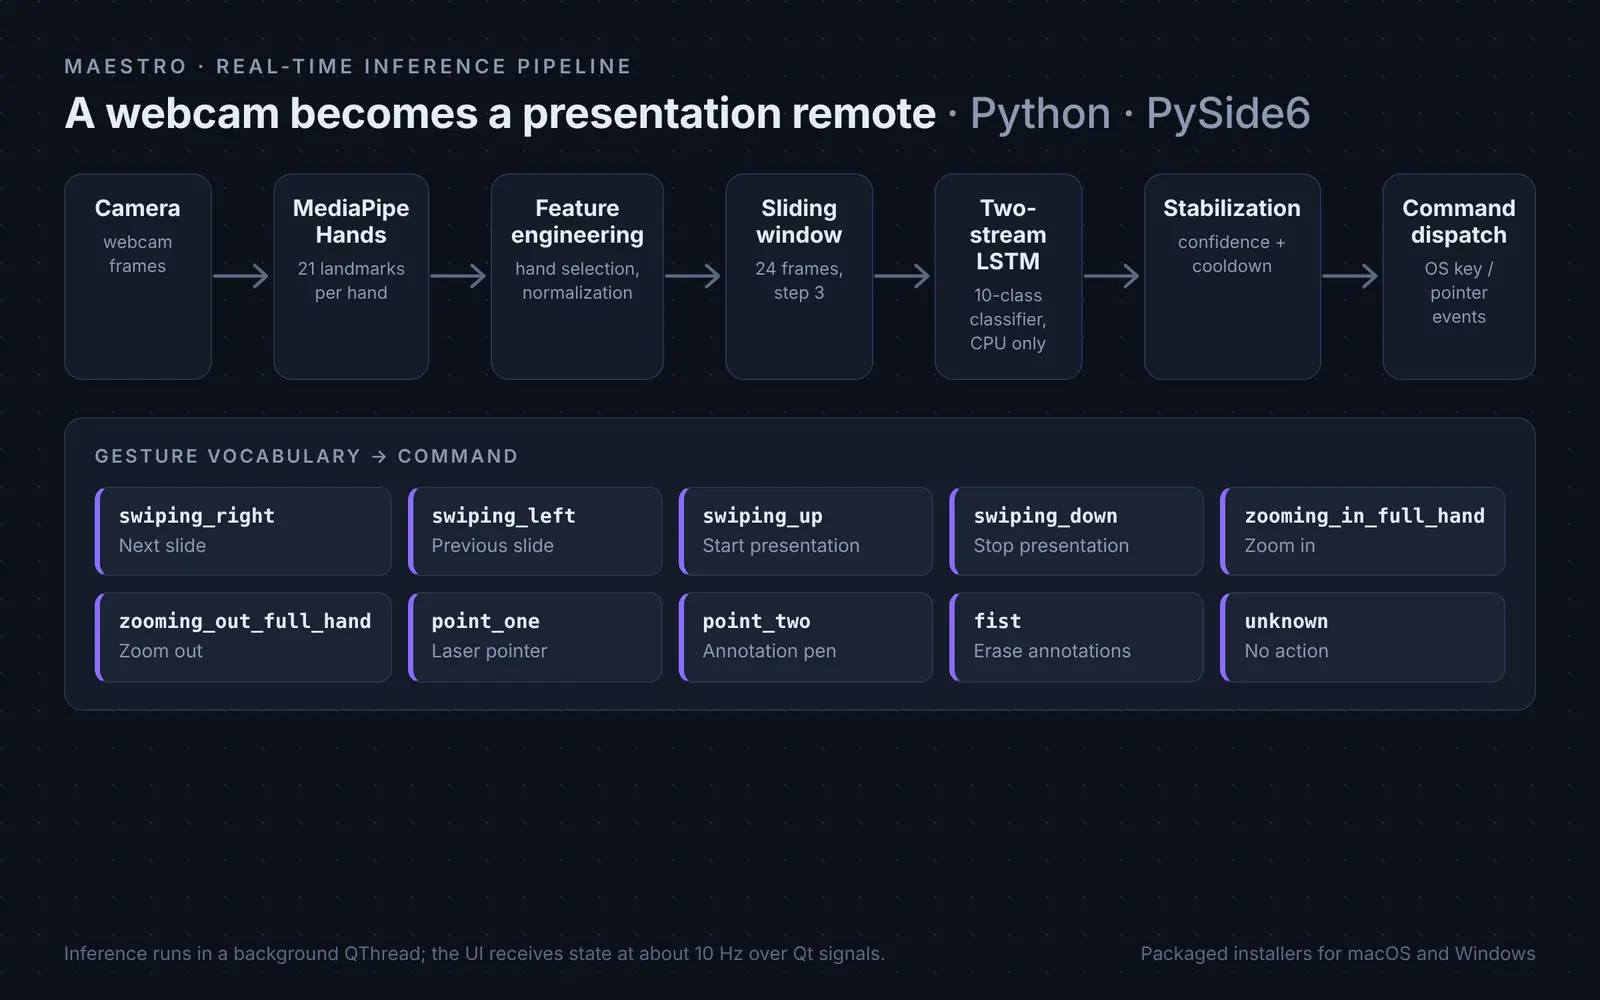 MAESTRO · REAL-TIME INFERENCE PIPELINE
A webcam becomes a presentation remote · Python · PySide6
Camera
webcam
frames
MediaPipe
Hands
21 landmarks
per hand
Feature
engineering
hand selection,
normalization
Sliding
window
24 frames,
step 3
Two-
stream
LSTM
10-class
classifier,
CPU only
Stabilization
confidence +
cooldown
Command
dispatch
OS key /
pointer
events
GESTURE VOCABULARY → COMMAND
swiping_right
Next slide
swiping_left
Previous slide
swiping_up
Start presentation
swiping_down
Stop presentation
zooming_in_full_hand
Zoom in
zooming_out_full_hand
Zoom out
point_one
Laser pointer
point_two
Annotation pen
fist
Erase annotations
unknown
No action
Inference runs in a background QThread; the UI receives state at about 10 Hz over Qt signals.
Packaged installers for macOS and Windows